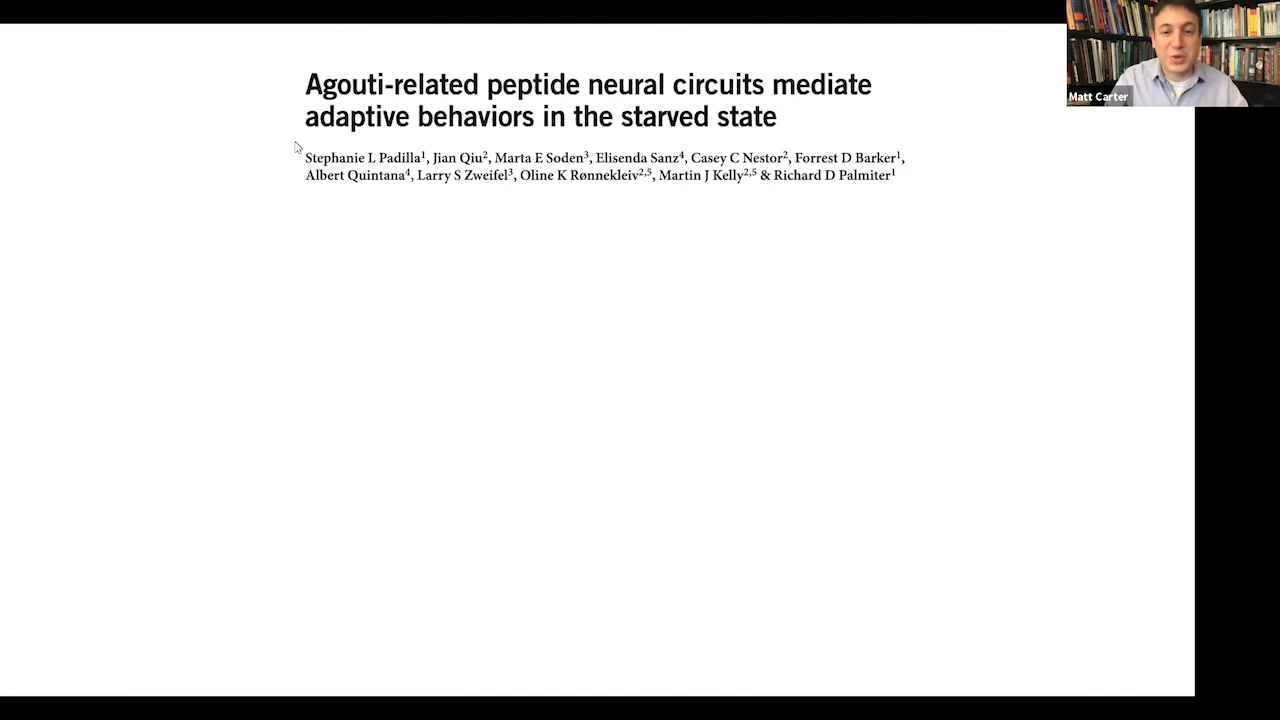 Agouti-related peptide neural circuits mediate
adaptive behaviors in the starved state
Stephanie L Padilla1, Jian Qiu2, Marta E Soden3, Elisenda Sanz4, Casey C Nestor2, Forrest D Barker1,
Albert Quintana4, Larry S Zweifel3, Oline K Rønnekleiv2,5, Martin J Kelly2,5 & Richard D Palmiter1
Matt Carter